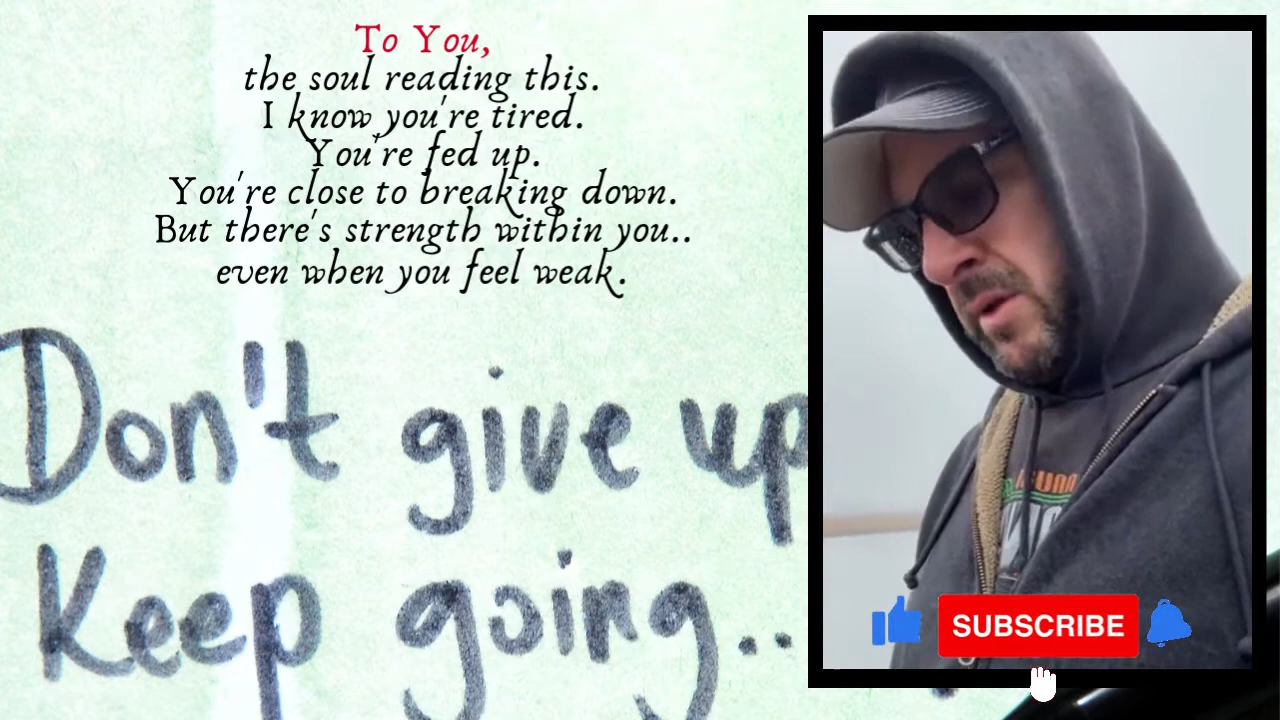 To You,
the soul reading this.
I know you're tired.
You're fed up.
You're close to breaking down.
But there's strength within you..
even when you feel weak.
Don't give up
Keep going..
SUBSCRIBE